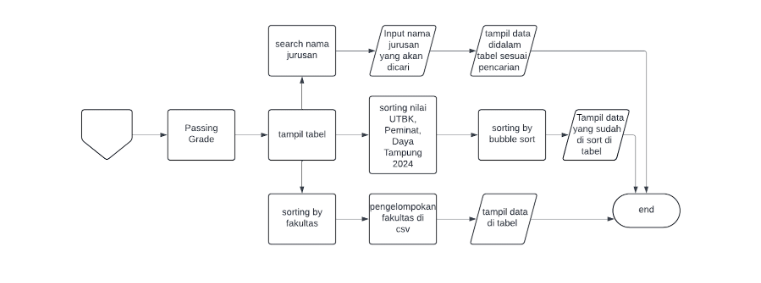 search nama
jurusan
Input nama
jurusan
yang akan
dicari
tampil data
didalam
tabel sesuai
pencarian
Passing
Grade
tampil tabel
sorting nilai
UTBK,
Peminat,
Daya
Tampung
2024
sorting by
bubble sort
Tampil data
yang sudah
di sort di
tabel
sorting by
fakultas
pengelompokan
fakultas di
csv
tampil data
di tabel
end